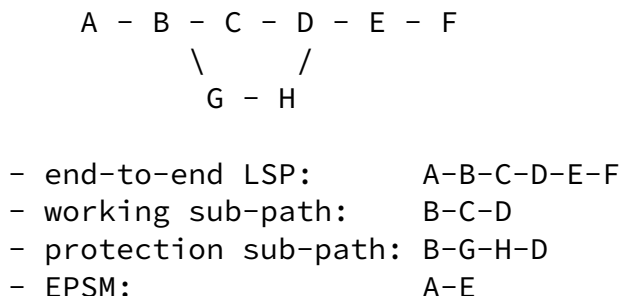 A – B – C – D – E – F
\ /
G – H
- end-to-end LSP: A-B-C-D-E-F
- working sub-path: B-C-D
- protection sub-path: B-G-H-D
- EPSM: A-E